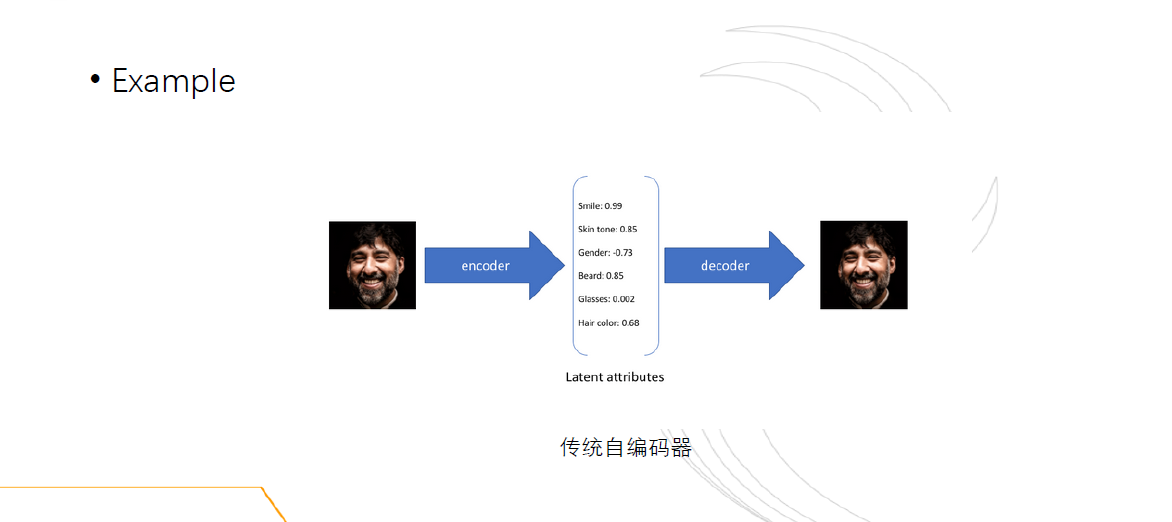 • Example
encoder
Smile: 0.99
Skin tone: 0.85
Gender: -0.73
Beard: 0.85
Glasses: 0.002
Hair color: 0.68
decoder
Latent attributes
传统自编码器